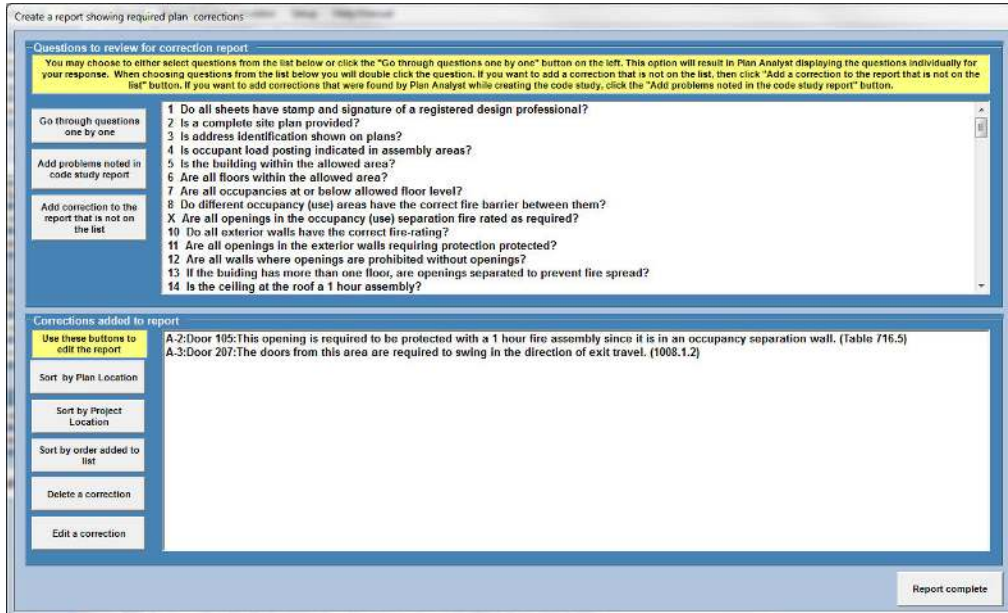 Create a report showing required plan corrections
Setup
Help/Manual
Questions to review for correction report
You may choose to either select questions from the list below or click the "Go through questions one by one" button on the left. This option will result in Plan Analyst displaying the questions individually for
your response. When choosing questions from the list below you will double click the question. If you want to add a correction that is not on the list, then click "Add a correction to the report that is not on the
list" button. If you want to add corrections that were found by Plan Analyst while creating the code study, click the "Add problems noted in the code study report" button.
Go through questions
one by one
Add problems noted in
code study report
Add correction to the
report that is not on
the list
1 Do all sheets have stamp and signature of a registered design professional?
2 Is a complete site plan provided?
3 Is address identification shown on plans?
4 Is occupant load posting indicated in assembly areas?
5 Is the building within the allowed area?
6 Are all floors within the allowed area?
7 Are all occupancies at or below allowed floor level?
8 Do different occupancy (use) areas have the correct fire barrier between them?
X Are all openings in the occupancy (use) separation fire rated as required?
10 Do all exterior walls have the correct fire-rating?
11 Are all openings in the exterior walls requiring protection protected?
12 Are all walls where openings are prohibited without openings?
13 If the buiding has more than one floor, are openings separated to prevent fire spread?
14 Is the ceiling at the roof a 1 hour assembly?
Corrections added to report
Use these buttons to
edit the report
Sort by Plan Location
Sort by Project
Location
Sort by order added to
list
Delete a correction
Edit a correction
A-2:Door 105:This opening is required to be protected with a 1 hour fire assembly since it is in an occupancy separation wall. (Table 716.5)
A-3:Door 207:The doors from this area are required to swing in the direction of exit travel. (1008.1.2)
Report complete